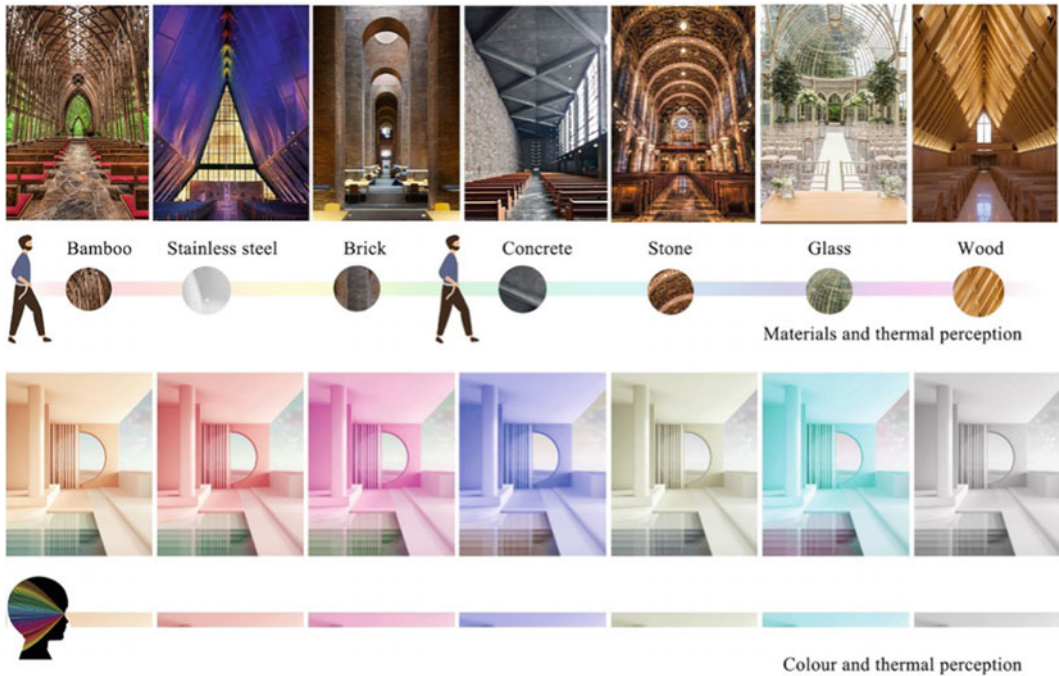 Bamboo
Stainless steel
Brick
Concrete
Stone
Glass
Wood
Materials and thermal perception
Colour and thermal perception